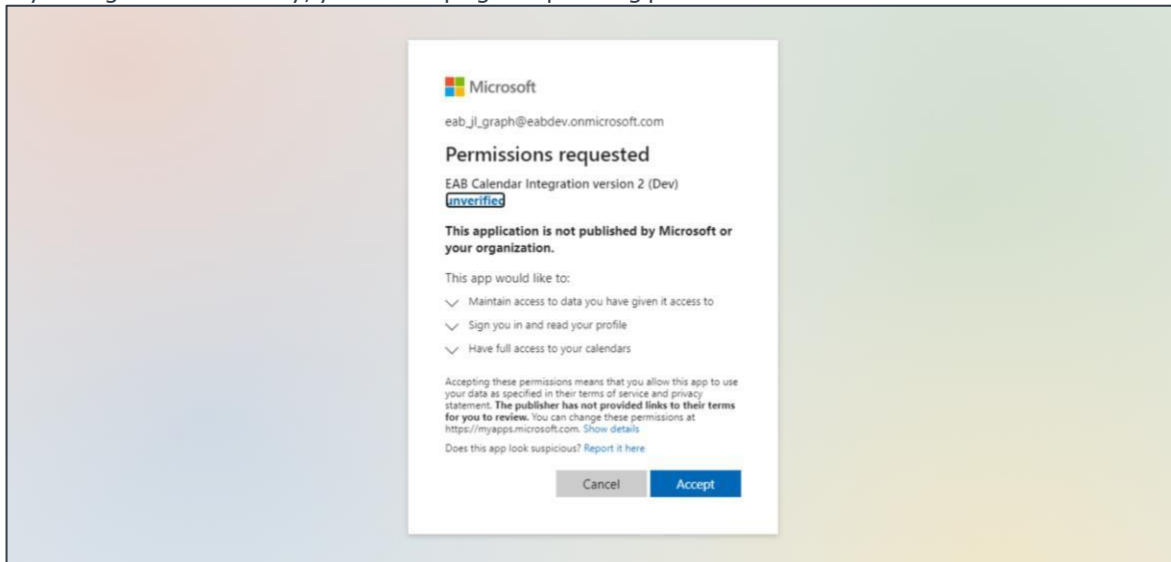 Microsoft
eab_jl_graph@eabdev.onmicrosoft.com
Permissions requested
EAB Calendar Integration version 2 (Dev)
unverified
This application is not published by Microsoft or
your organization.
This app would like to:
Maintain access to data you have given it access to
Sign you in and read your profile
Have full access to your calendars
Accepting these permissions means that you allow this app to use
your data as specified in their terms of service and privacy
statement. The publisher has not provided links to their terms
for you to review. You can change these permissions at
https://myapps.microsoft.com. Show details
Does this app look suspicious? Report it here
Cancel Accept